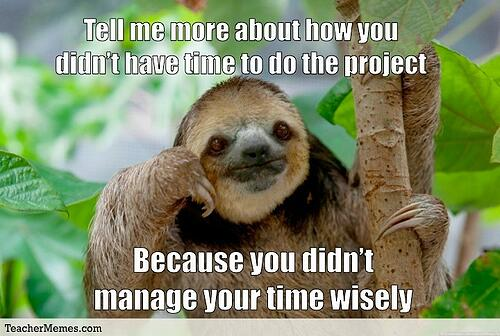 Tell me more about how you
didn't have time to do the project
Because you didn't
manage your time wisely
TeacherMemes.com